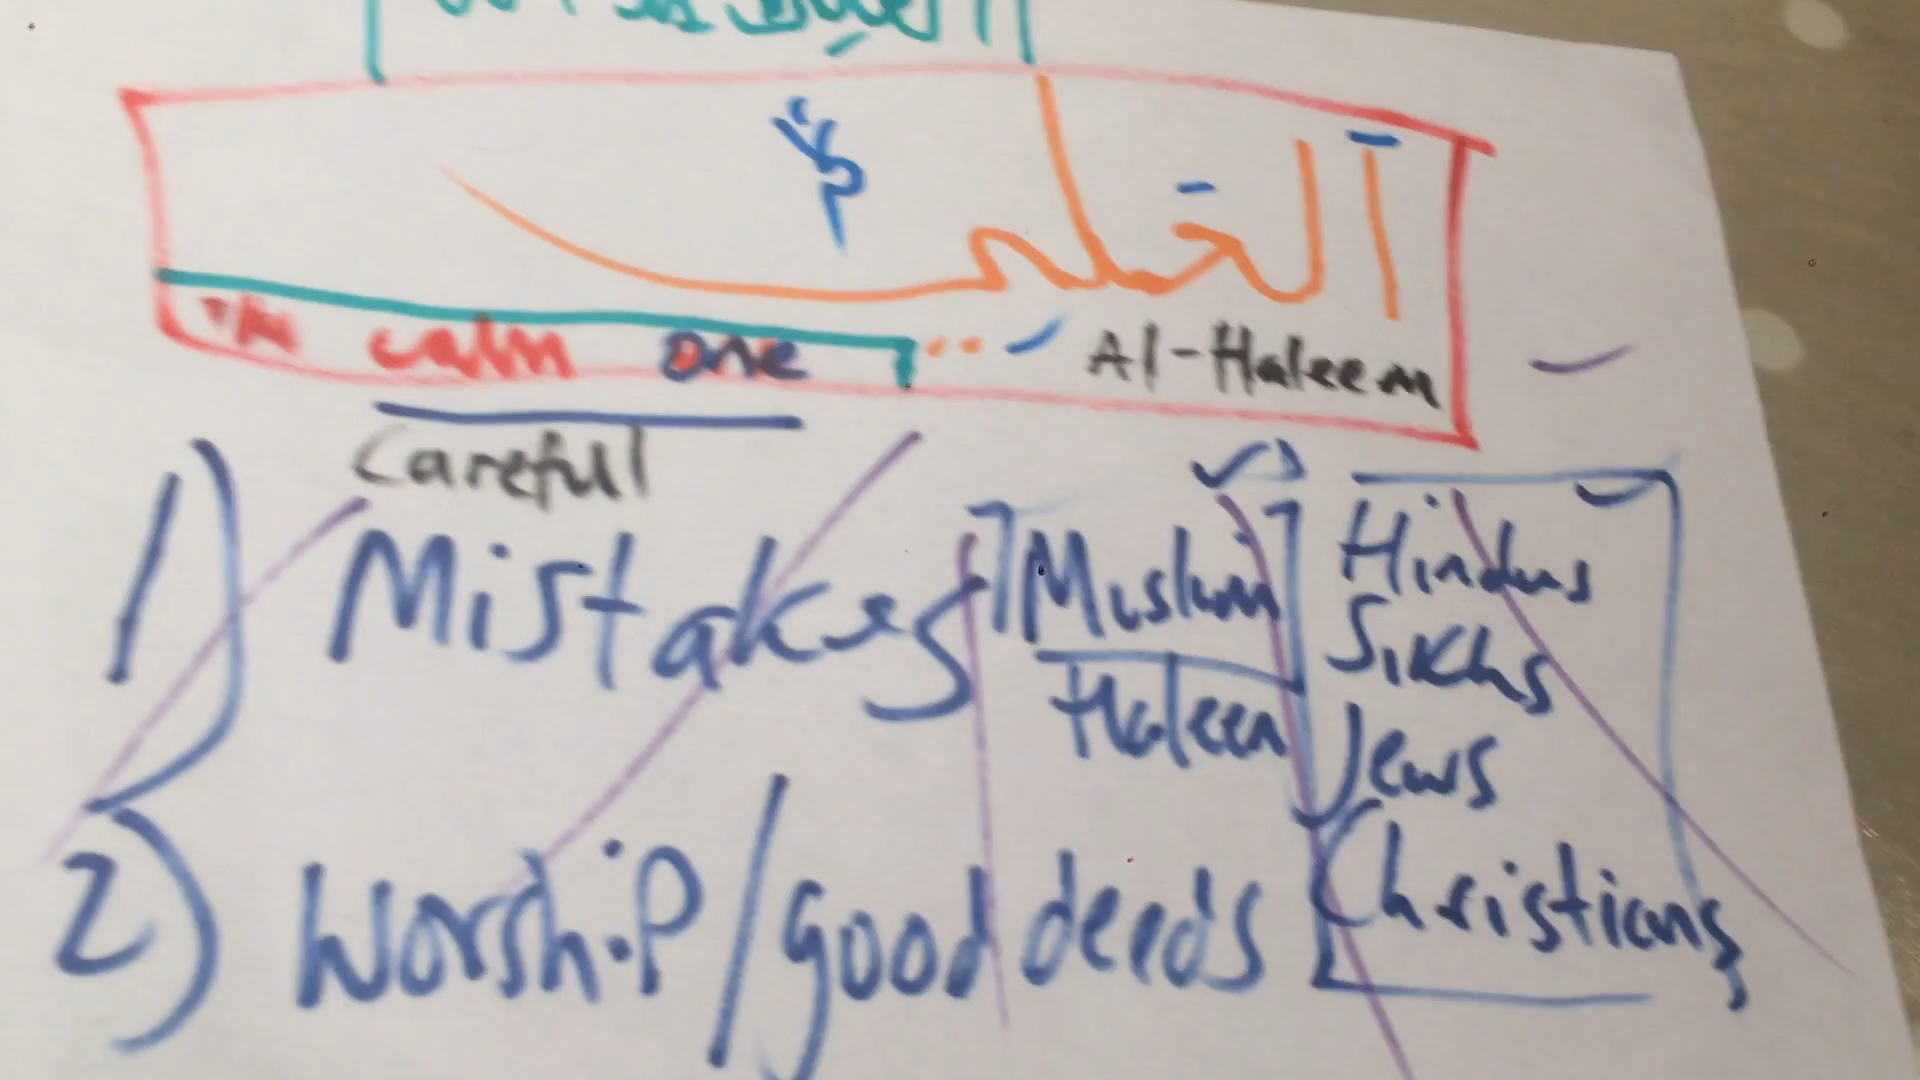 الحليم
The calm one
Al-Haleem
Careful
1) Mistakes
Muslim
Haleem
Hindus
Sikhs
Jews
Christians
2) Worship/good deeds